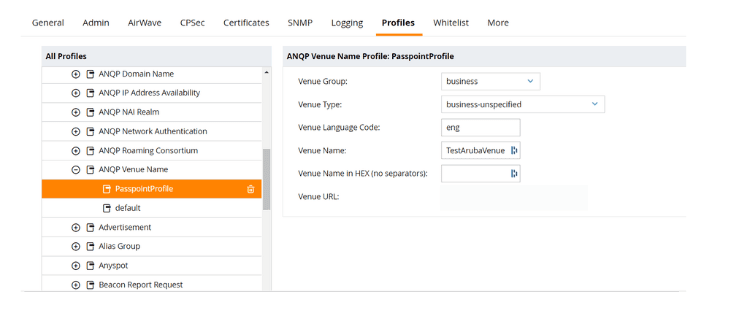 General Admin AirWave CPSec Certificates SNMP Logging Profiles Whitelist More
All Profiles
ANQP Domain Name
ANQP IP Address Availability
ANQP NAI Realm
ANQP Network Authentication
ANQP Roaming Consortium
ANQP Venue Name
PasspointProfile
default
Advertisement
Alias Group
Anyspot
Beacon Report Request
ANQP Venue Name Profile: PasspointProfile
Venue Group: business
Venue Type: business-unspecified
Venue Language Code: eng
Venue Name: TestArubaVenue
Venue Name in HEX (no separators):
Venue URL: